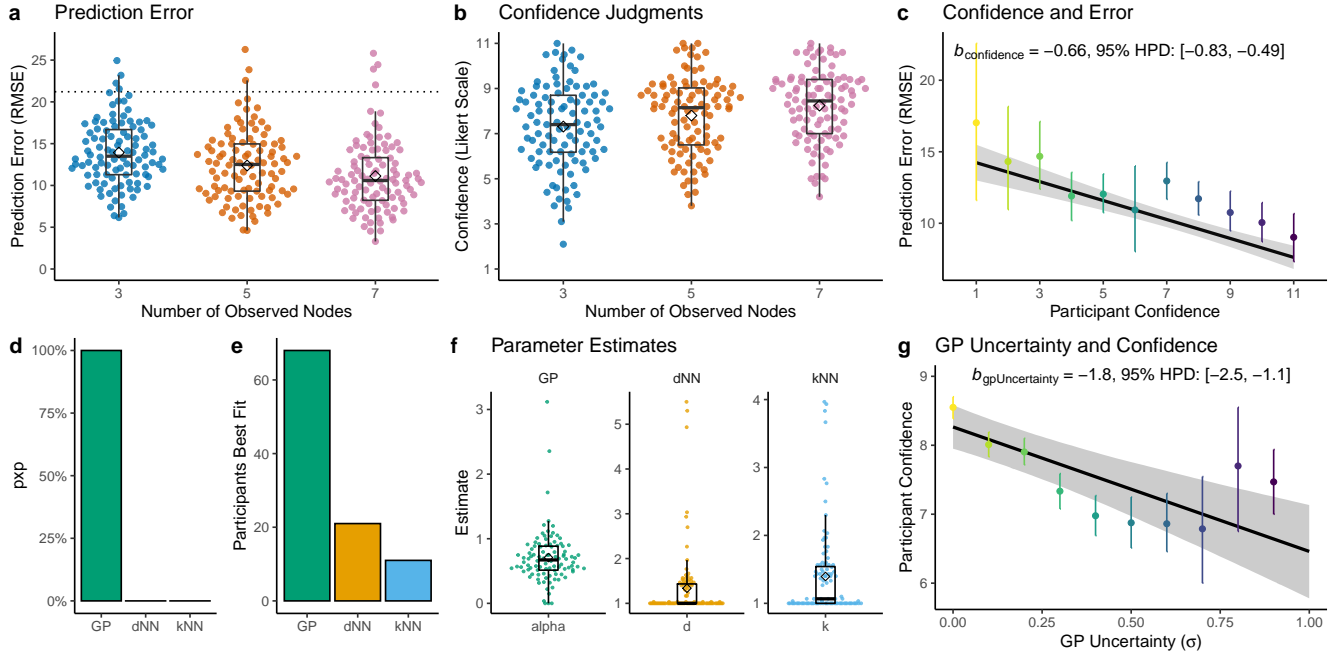 a Prediction Error
Prediction Error (RMSE)
25
20
15
10
5
0
3 5 7
Number of Observed Nodes
b Confidence Judgments
Confidence (Likert Scale)
11
9
7
5
3
1
3 5 7
Number of Observed Nodes
c Confidence and Error
b confidence = −0.66, 95% HPD: [−0.83, −0.49]
Prediction Error (RMSE)
20
15
10
1 3 5 7 9 11
Participant Confidence
d
pxp
100%
75%
50%
25%
0%
GP dNN kNN
e
Participants Best Fit
60
40
20
0
GP dNN kNN
f Parameter Estimates
Estimate
GP
3
2
1
0
alpha
dNN
5
4
3
2
1
d
kNN
4
3
2
1
k
g GP Uncertainty and Confidence
b gpUncertainty = −1.8, 95% HPD: [−2.5, −1.1]
Participant Confidence
9
8
7
6
0.00 0.25 0.50 0.75 1.00
GP Uncertainty (σ)